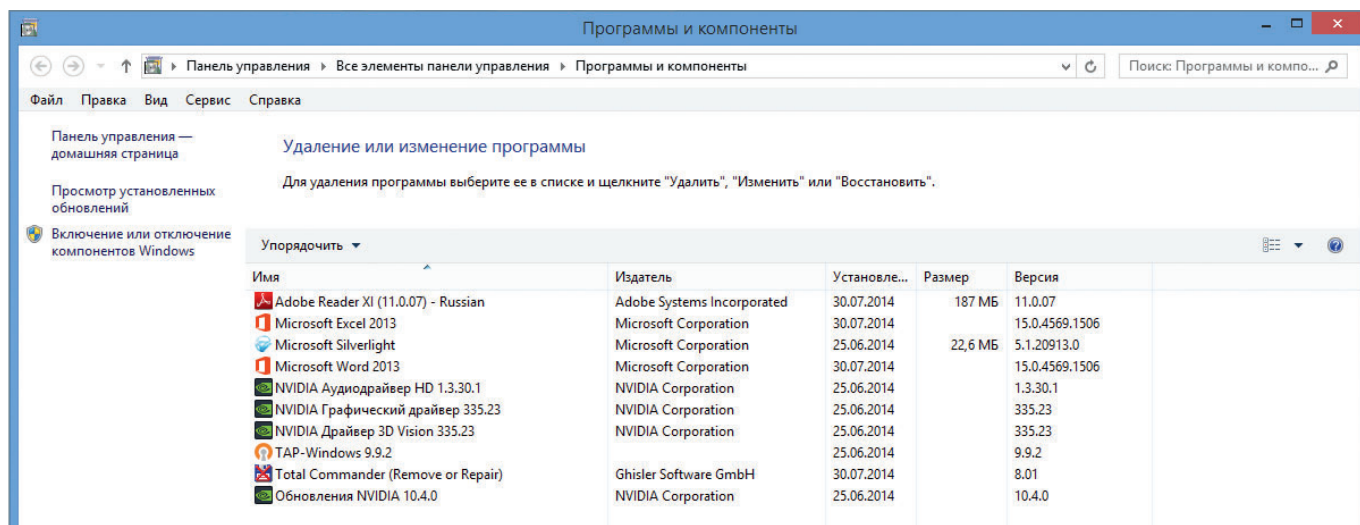 Программы и компоненты
Панель управления Все элементы панели управления Программы и компоненты
Поиск: Программы и компо...
Файл Правка Вид Сервис Справка
Панель управления —
домашняя страница
Просмотр установленных
обновлений
Включение или отключение
компонентов Windows
Удаление или изменение программы
Для удаления программы выберите ее в списке и щелкните "Удалить", "Изменить" или "Восстановить".
Упорядочить
Имя Издатель Установле... Размер Версия
Adobe Reader XI (11.0.07) - Russian Adobe Systems Incorporated 30.07.2014 187 МБ 11.0.07
Microsoft Excel 2013 Microsoft Corporation 30.07.2014 15.0.4569.1506
Microsoft Silverlight Microsoft Corporation 25.06.2014 22,6 МБ 5.1.20913.0
Microsoft Word 2013 Microsoft Corporation 30.07.2014 15.0.4569.1506
NVIDIA Аудиодрайвер HD 1.3.30.1 NVIDIA Corporation 25.06.2014 1.3.30.1
NVIDIA Графический драйвер 335.23 NVIDIA Corporation 25.06.2014 335.23
NVIDIA Драйвер 3D Vision 335.23 NVIDIA Corporation 25.06.2014 335.23
TAP-Windows 9.9.2 25.06.2014 9.9.2
Total Commander (Remove or Repair) Ghisler Software GmbH 30.07.2014 8.01
Обновления NVIDIA 10.4.0 NVIDIA Corporation 25.06.2014 10.4.0